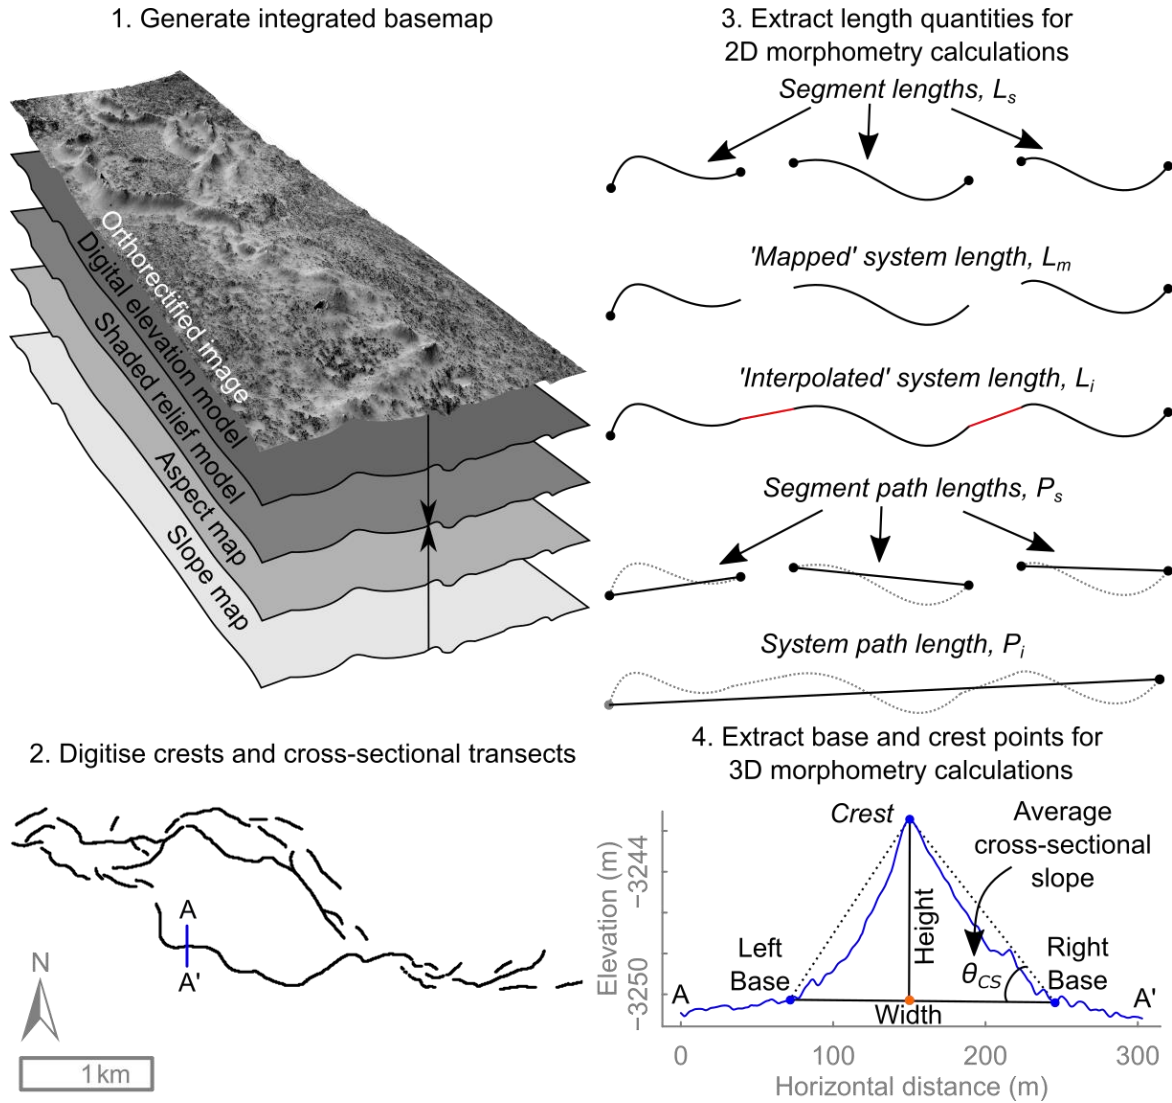 1. Generate integrated basemap
Orthorectified image
Digital elevation model
Shaded relief model
Aspect map
Slope map
2. Digitise crests and cross-sectional transects
A
A'
N
1 km
3. Extract length quantities for
2D morphometry calculations
Segment lengths, Ls
'Mapped' system length, Lm
'Interpolated' system length, Li
Segment path lengths, Ps
System path length, Pi
4. Extract base and crest points for
3D morphometry calculations
Crest
Average
cross-sectional
slope
Height
Left
Base
Right
Base
θCS
A
A'
Width
Elevation (m)
−3244
−3250
0 100 200 300
Horizontal distance (m)